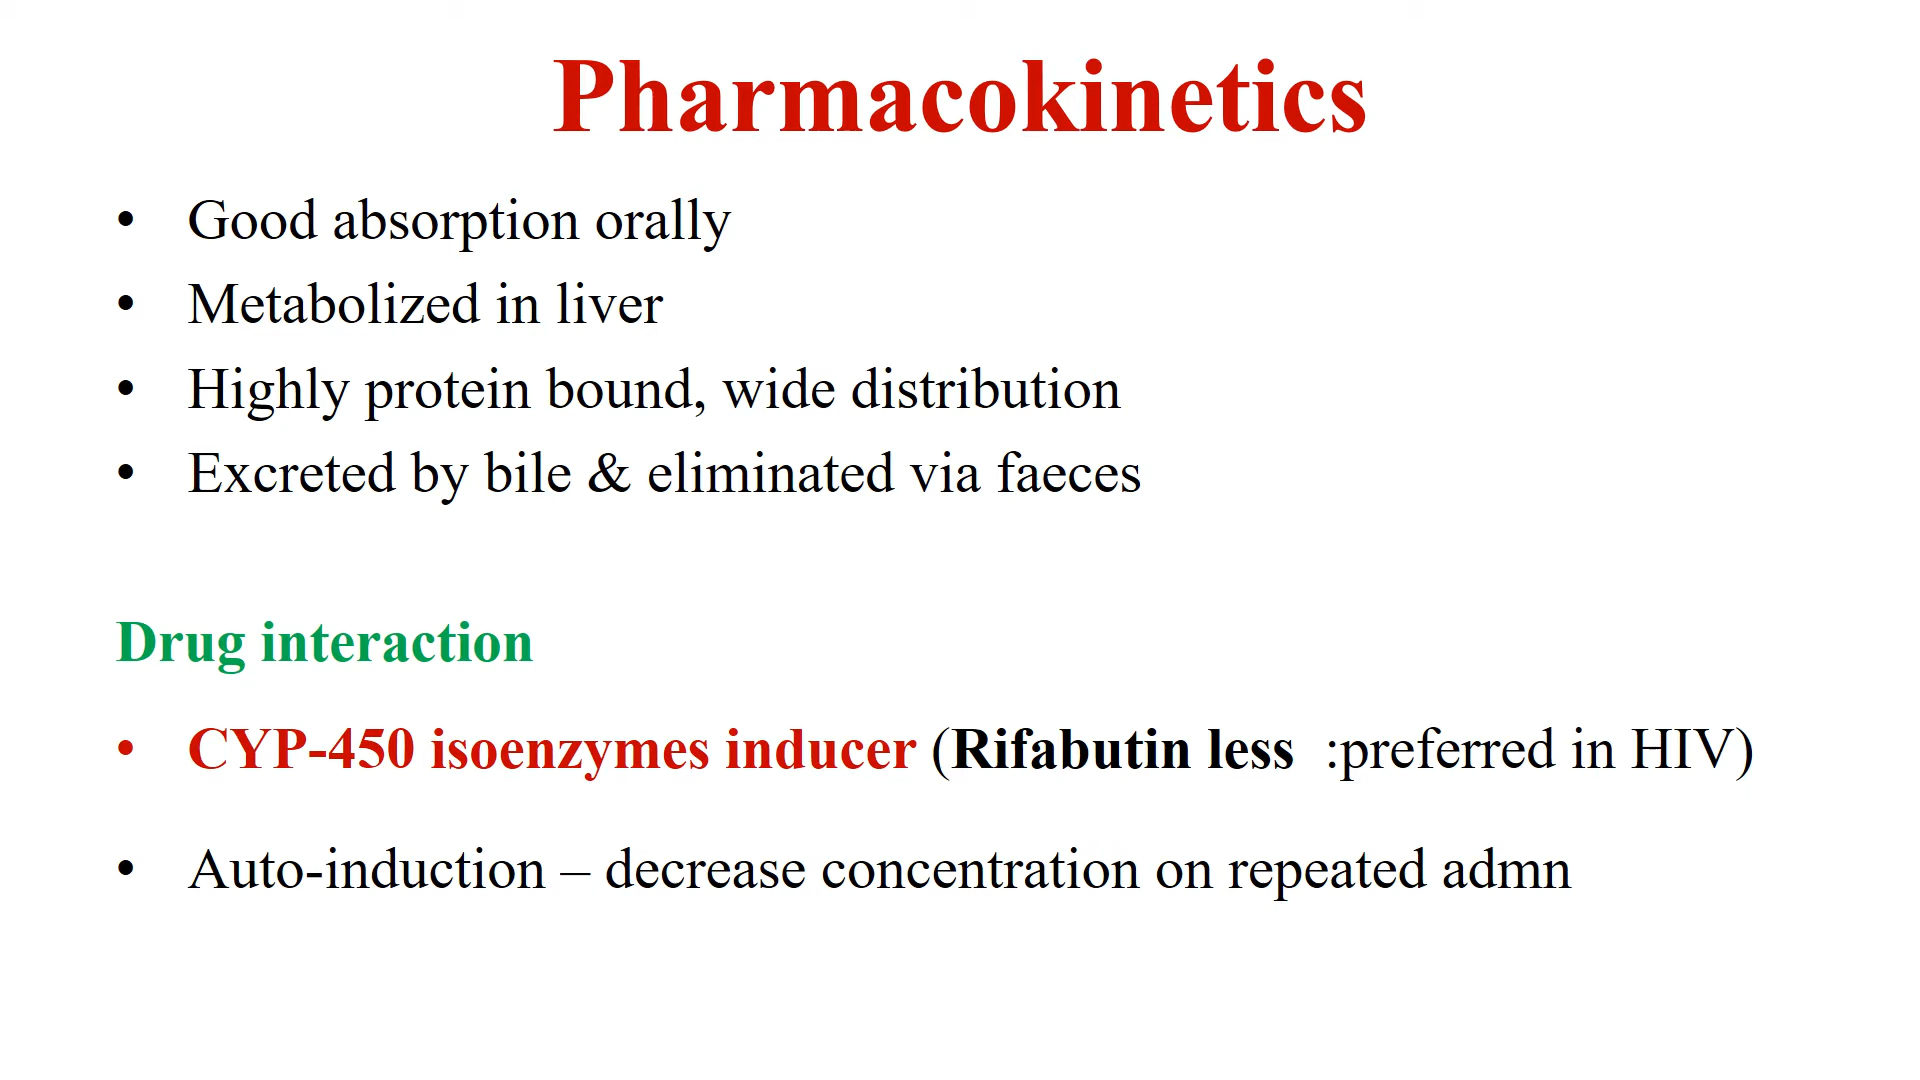 Pharmacokinetics
• Good absorption orally
• Metabolized in liver
• Highly protein bound, wide distribution
• Excreted by bile & eliminated via faeces
Drug interaction
• CYP-450 isoenzymes inducer (Rifabutin less  :preferred in HIV)
• Auto-induction – decrease concentration on repeated admn